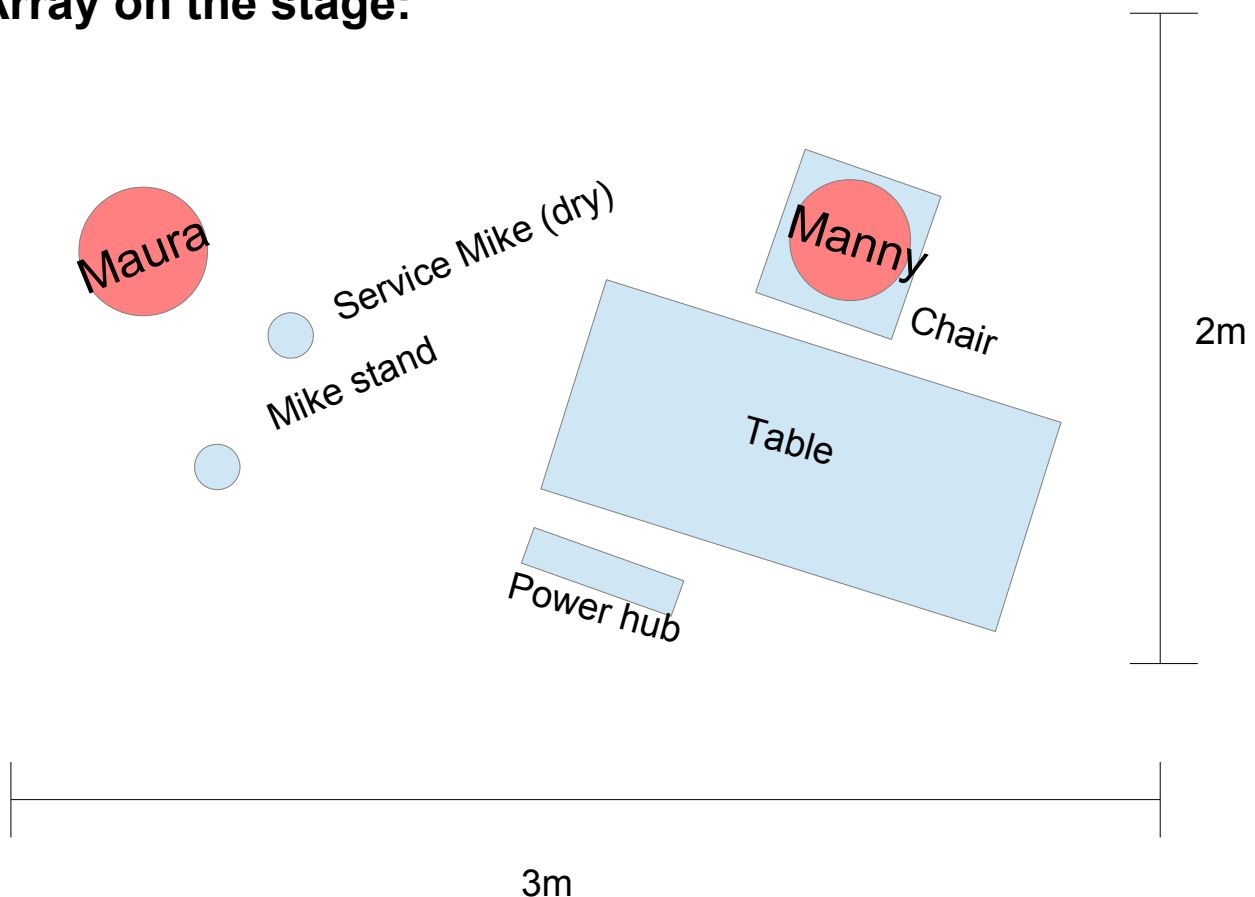 Array on the stage:
Maura
Service Mike (dry)
Mike stand
Manny
Chair
Table
Power hub
2m
3m